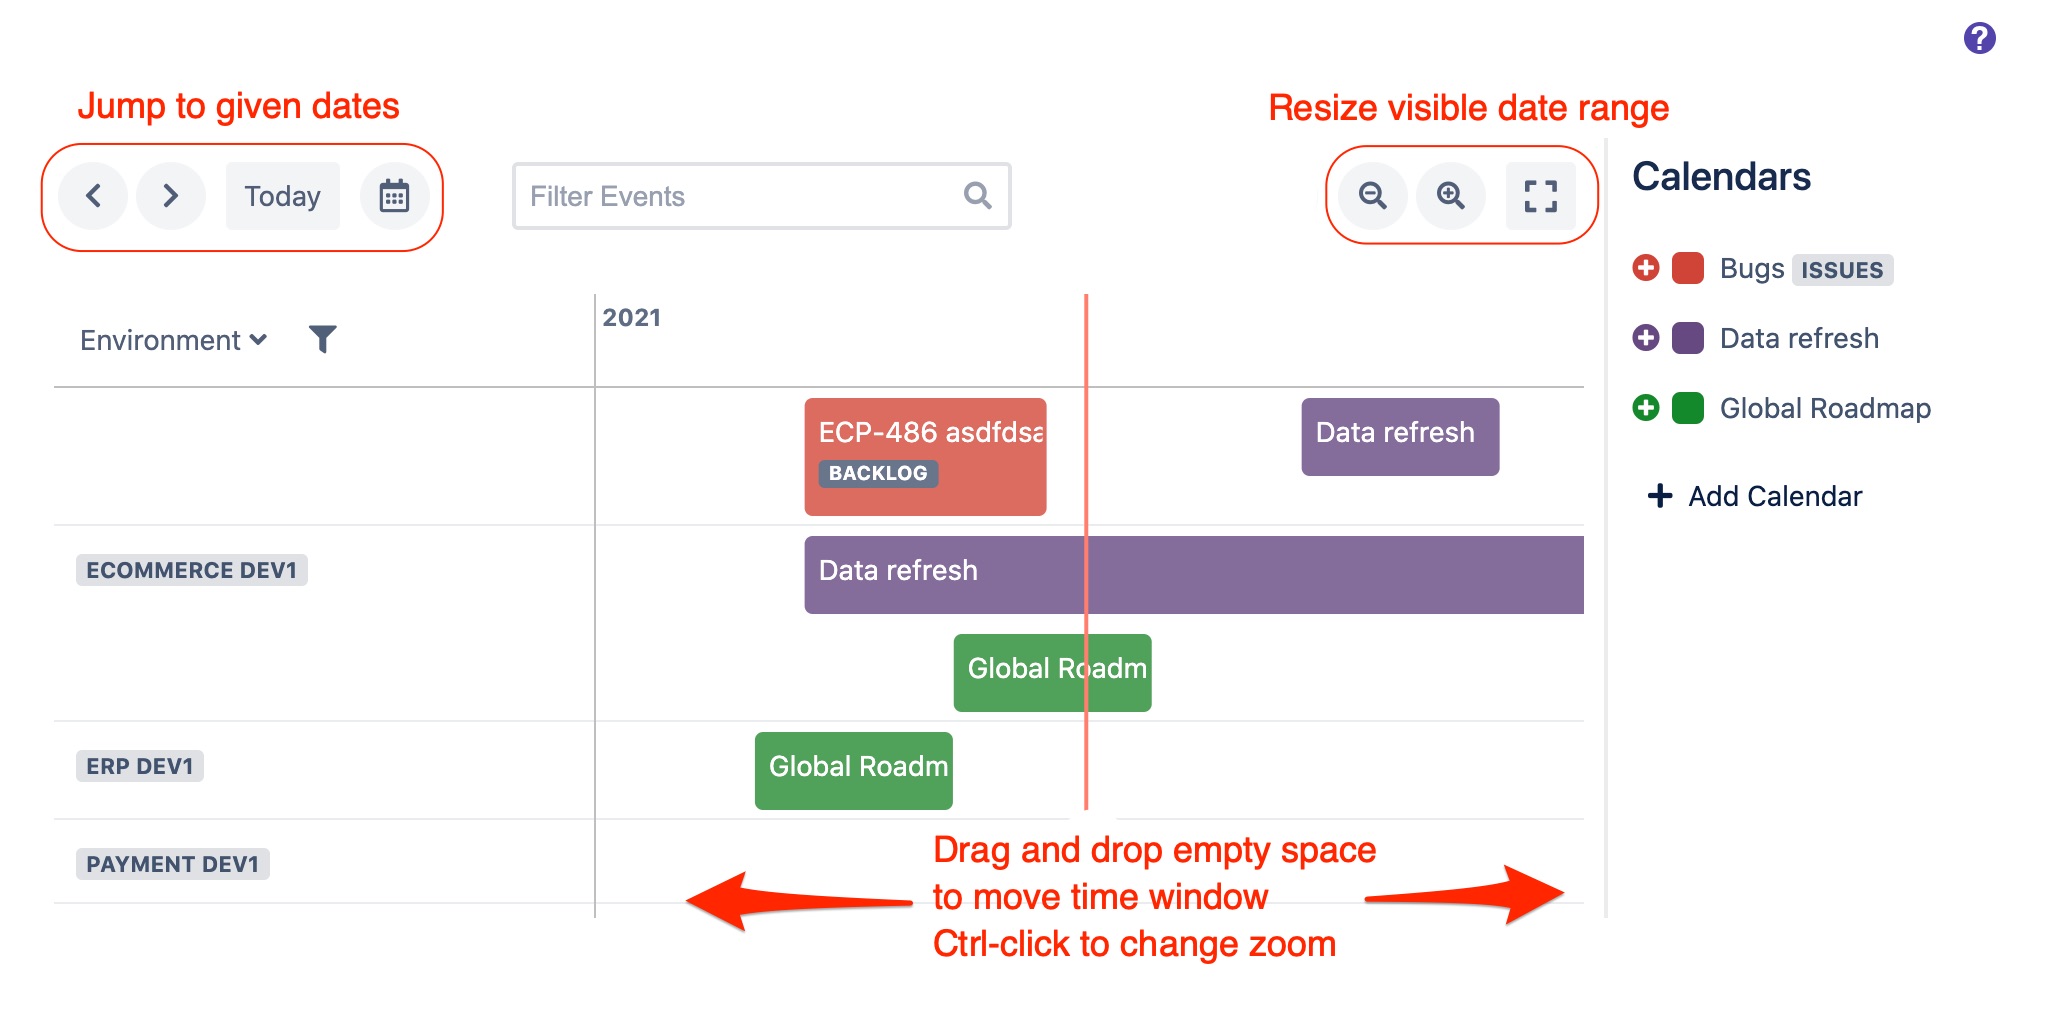 ?
Jump to given dates
Resize visible date range
Today
Filter Events
Calendars
Bugs ISSUES
Data refresh
Global Roadmap
Add Calendar
Environment
2021
ECP-486 asdfdsa
BACKLOG
Data refresh
ECOMMERCE DEV1
Data refresh
Global Roadm
ERP DEV1
Global Roadm
PAYMENT DEV1
Drag and drop empty space
to move time window
Ctrl-click to change zoom